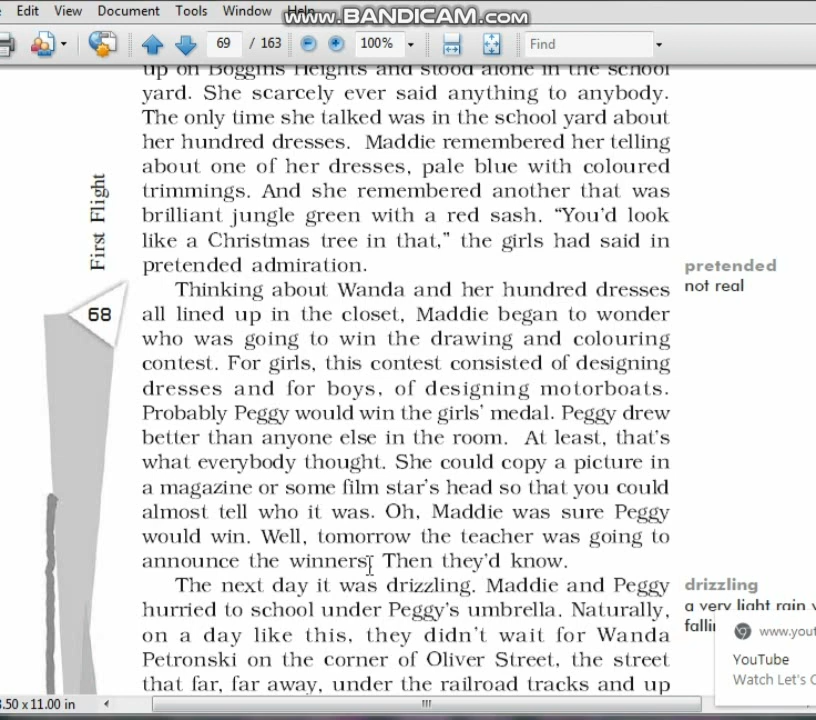 Edit View Document Tools Window Help
www.BANDICAM.com
69 / 163 100% Find
up on Boggins Heights and stood alone in the school
yard. She scarcely ever said anything to anybody.
The only time she talked was in the school yard about
her hundred dresses. Maddie remembered her telling
about one of her dresses, pale blue with coloured
trimmings. And she remembered another that was
brilliant jungle green with a red sash. “You’d look
like a Christmas tree in that,” the girls had said in
pretended admiration.
pretended
not real
Thinking about Wanda and her hundred dresses
all lined up in the closet, Maddie began to wonder
who was going to win the drawing and colouring
contest. For girls, this contest consisted of designing
dresses and for boys, of designing motorboats.
Probably Peggy would win the girls’ medal. Peggy drew
better than anyone else in the room. At least, that’s
what everybody thought. She could copy a picture in
a magazine or some film star’s head so that you could
almost tell who it was. Oh, Maddie was sure Peggy
would win. Well, tomorrow the teacher was going to
announce the winners. Then they’d know.
The next day it was drizzling. Maddie and Peggy
hurried to school under Peggy’s umbrella. Naturally,
on a day like this, they didn’t wait for Wanda
Petronski on the corner of Oliver Street, the street
that far, far away, under the railroad tracks and up
drizzling
a very light rain
First Flight
68
www.yout
YouTube
Watch Let's
8.50 x 11.00 in